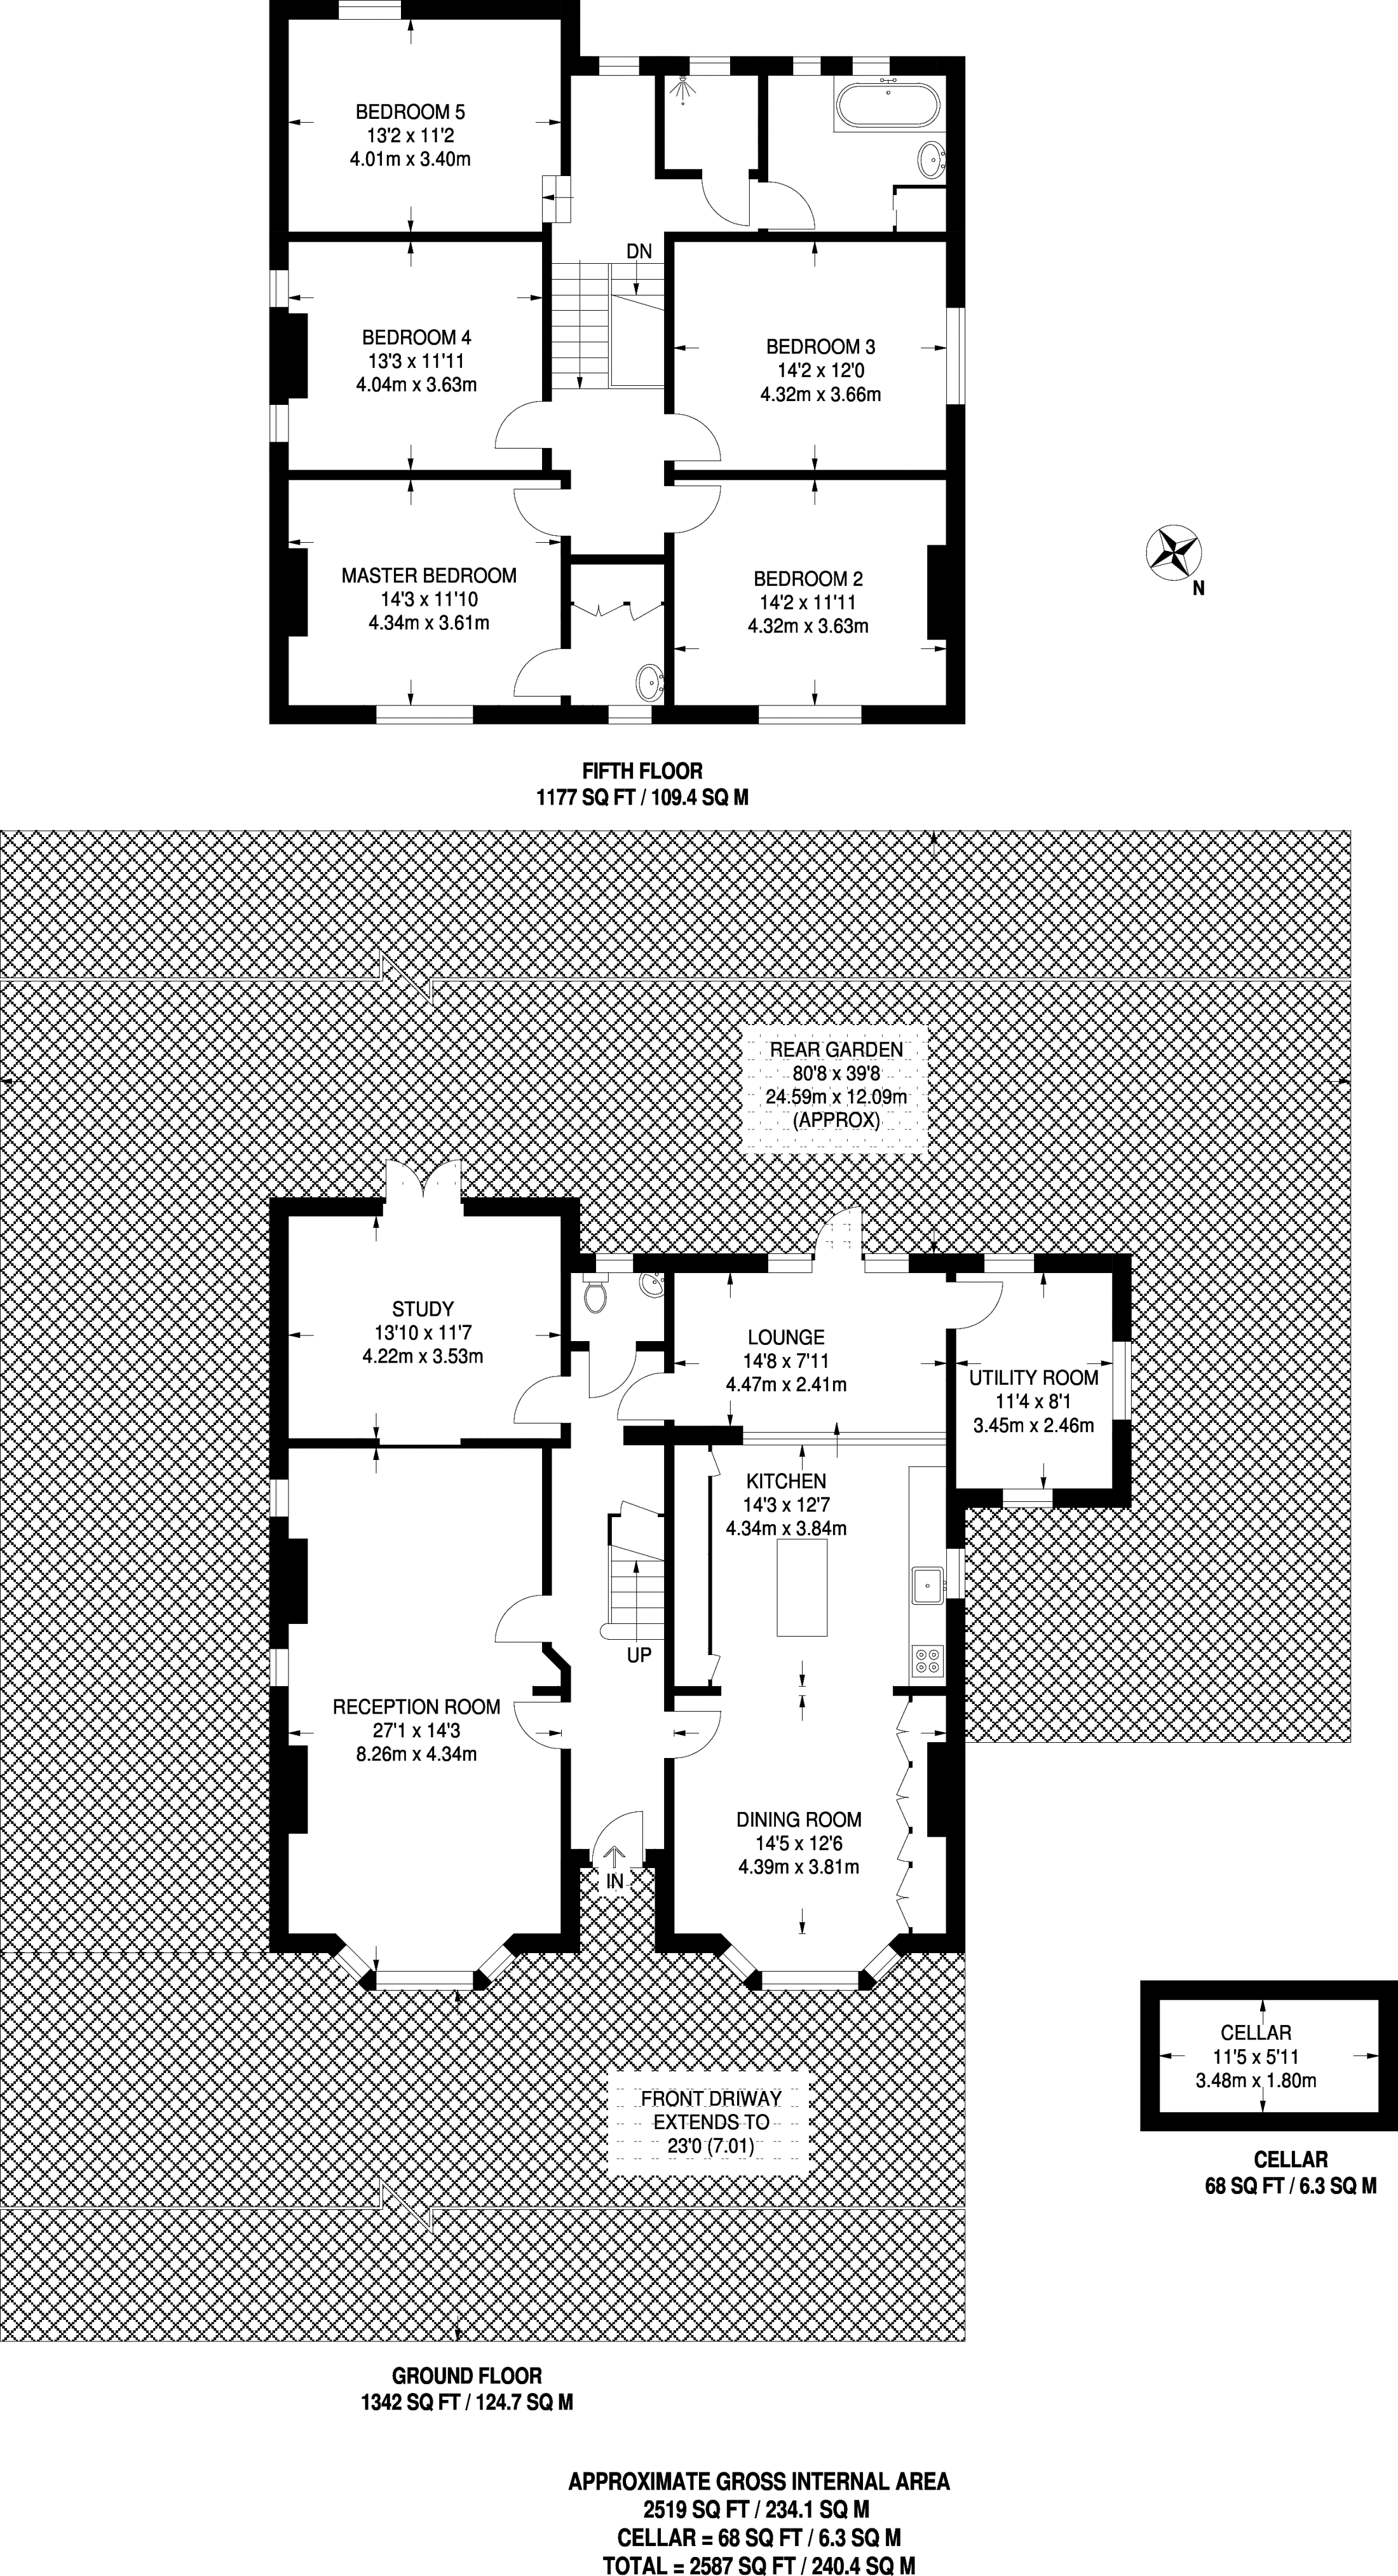 BEDROOM 5
13'2 x 11'2
4.01m x 3.40m
DN
BEDROOM 4
13'3 x 11'11
4.04m x 3.63m
BEDROOM 3
14'2 x 12'0
4.32m x 3.66m
MASTER BEDROOM
14'3 x 11'10
4.34m x 3.61m
BEDROOM 2
14'2 x 11'11
4.32m x 3.63m
N
FIFTH FLOOR
1177 SQ FT / 109.4 SQ M
REAR GARDEN
80'8 x 39'8
24.59m x 12.09m
(APPROX)
STUDY
13'10 x 11'7
4.22m x 3.53m
LOUNGE
14'8 x 7'11
4.47m x 2.41m
UTILITY ROOM
11'4 x 8'1
3.45m x 2.46m
KITCHEN
14'3 x 12'7
4.34m x 3.84m
UP
RECEPTION ROOM
27'1 x 14'3
8.26m x 4.34m
DINING ROOM
14'5 x 12'6
4.39m x 3.81m
IN
CELLAR
11'5 x 5'11
3.48m x 1.80m
FRONT DRIWAY
EXTENDS TO
23'0 (7.01)
CELLAR
68 SQ FT / 6.3 SQ M
GROUND FLOOR
1342 SQ FT / 124.7 SQ M
APPROXIMATE GROSS INTERNAL AREA
2519 SQ FT / 234.1 SQ M
CELLAR = 68 SQ FT / 6.3 SQ M
TOTAL = 2587 SQ FT / 240.4 SQ M